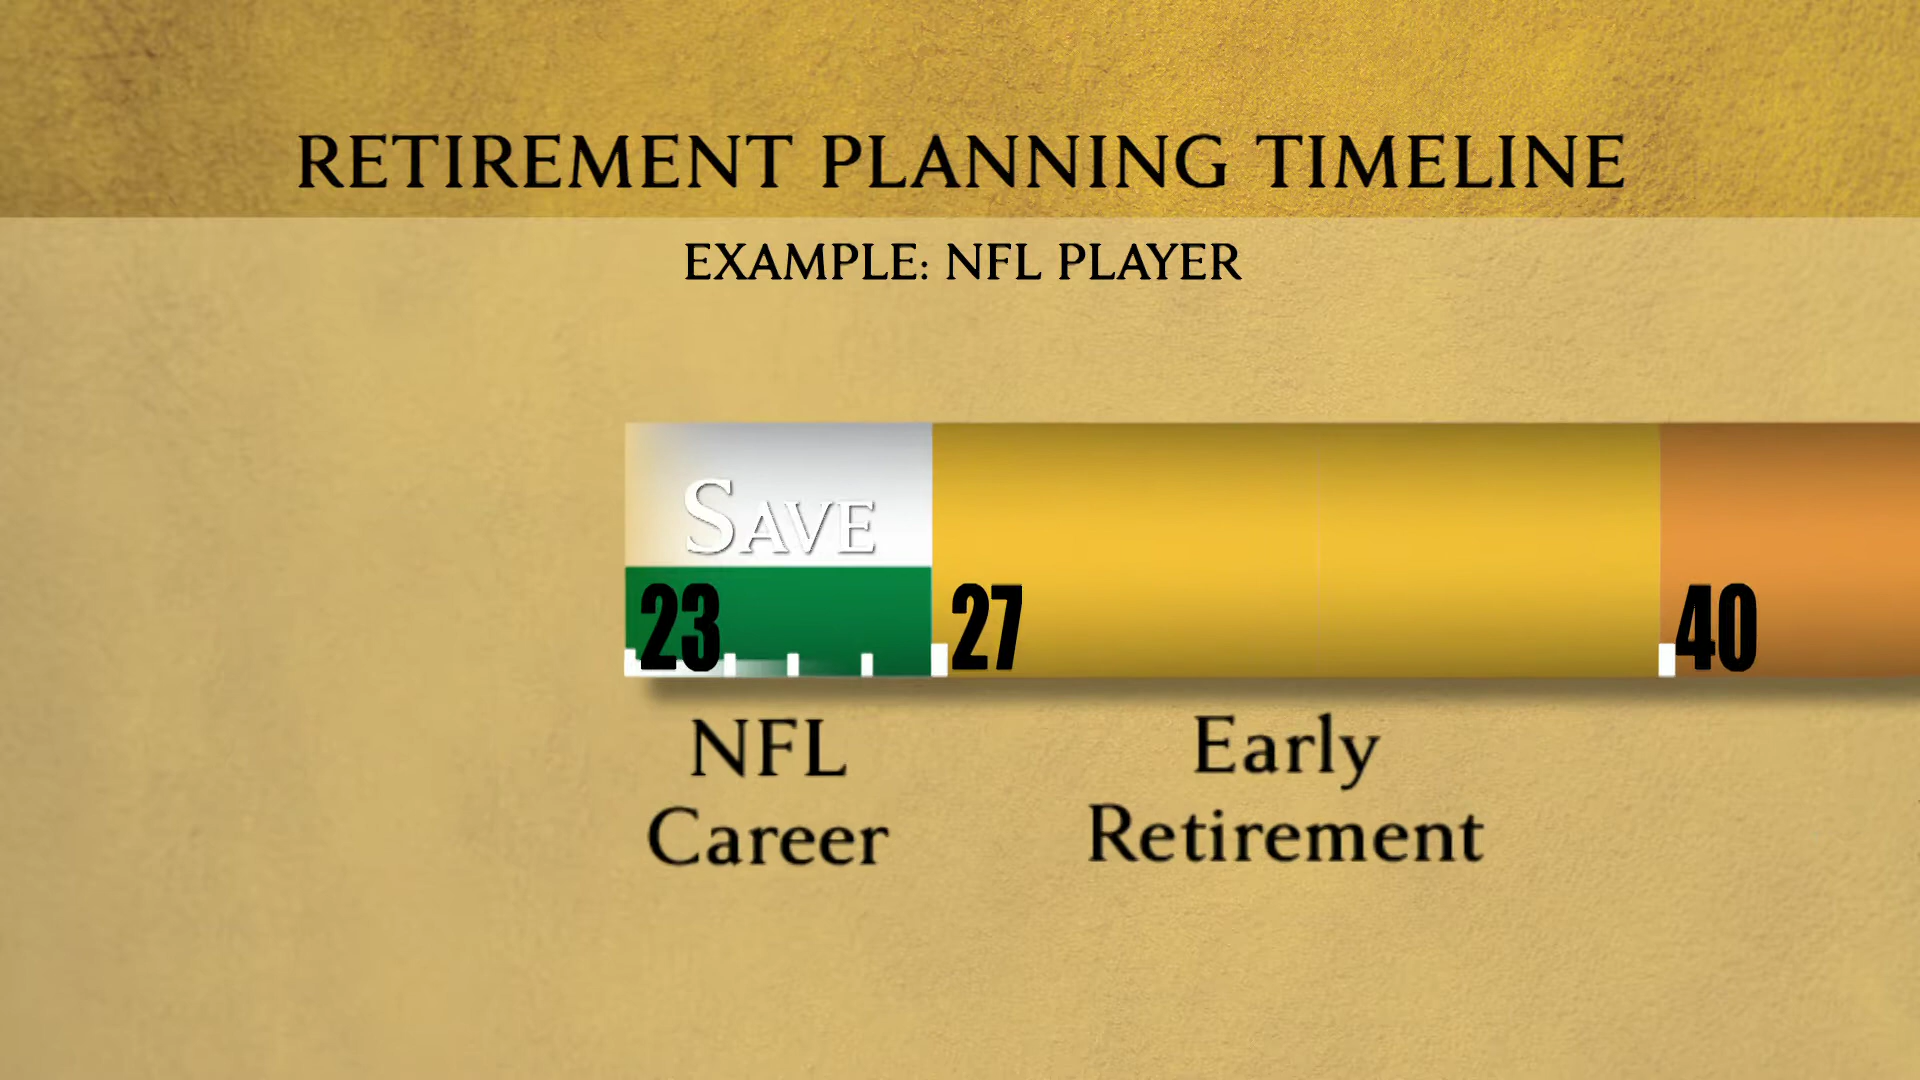 RETIREMENT PLANNING TIMELINE
EXAMPLE: NFL PLAYER
SAVE
23 27 40
NFL
Career
Early
Retirement